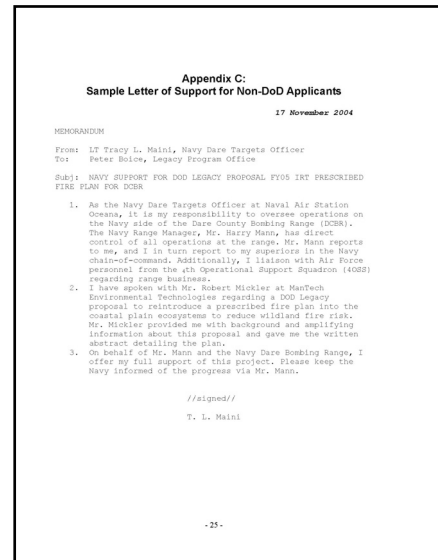 Appendix C:
Sample Letter of Support for Non-DoD Applicants
17 November 2004
MEMORANDUM
From: LT Tracy L. Maini, Navy Dare Targets Officer
To: Peter Boice, Legacy Program Office
Subj: NAVY SUPPORT FOR DOD LEGACY PROPOSAL FY05 IRT PRESCRIBED
FIRE PLAN FOR DCBR
1. As the Navy Dare Targets Officer at Naval Air Station
Oceana, it is my responsibility to oversee operations on
the Navy side of the Dare County Bombing Range (DCBR).
The Navy Range Manager, Mr. Harry Mann, has direct
control of all operations at the range. Mr. Mann reports
to me, and I in turn report to my superiors in the Navy
chain-of-command. Additionally, I liaison with Air Force
personnel from the 4th Operational Support Squadron (4OSS)
regarding range business.
2. I have spoken with Mr. Robert Mickler at ManTech
Environmental Technologies regarding a DOD Legacy
proposal to reintroduce a prescribed fire plan into the
coastal plain ecosystems to reduce wildland fire risk.
Mr. Mickler provided me with background and amplifying
information about this proposal and gave me the written
abstract detailing the plan.
3. On behalf of Mr. Mann and the Navy Dare Bombing Range, I
offer my full support of this project. Please keep the
Navy informed of the progress via Mr. Mann.
//signed//
T. L. Maini
- 25 -